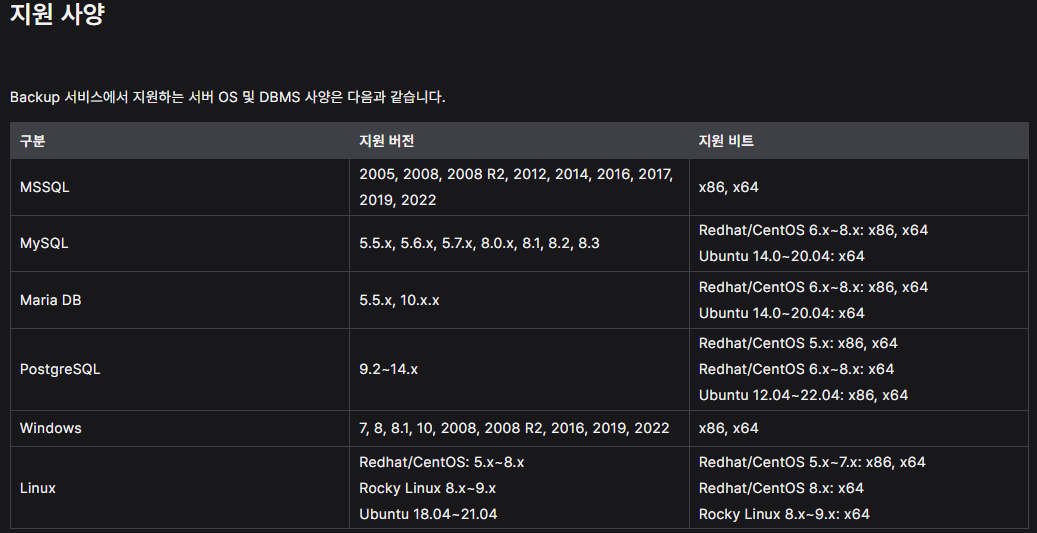 지원 사양
Backup 서비스에서 지원하는 서버 OS 및 DBMS 사양은 다음과 같습니다.
구분 지원 버전 지원 비트
MSSQL 2005, 2008, 2008 R2, 2012, 2014, 2016, 2017, x86, x64
2019, 2022
MySQL 5.5.x, 5.6.x, 5.7.x, 8.0.x, 8.1, 8.2, 8.3 Redhat/CentOS 6.x~8.x: x86, x64
Ubuntu 14.0~20.04: x64
Maria DB 5.5.x, 10.x.x Redhat/CentOS 6.x~8.x: x86, x64
Ubuntu 14.0~20.04: x64
PostgreSQL 9.2~14.x Redhat/CentOS 5.x: x86, x64
Redhat/CentOS 6.x~8.x: x64
Ubuntu 12.04~22.04: x86, x64
Windows 7, 8, 8.1, 10, 2008, 2008 R2, 2016, 2019, 2022 x86, x64
Linux Redhat/CentOS: 5.x~8.x Redhat/CentOS 5.x~7.x: x86, x64
Rocky Linux 8.x~9.x Redhat/CentOS 8.x: x64
Ubuntu 18.04~21.04 Rocky Linux 8.x~9.x: x64